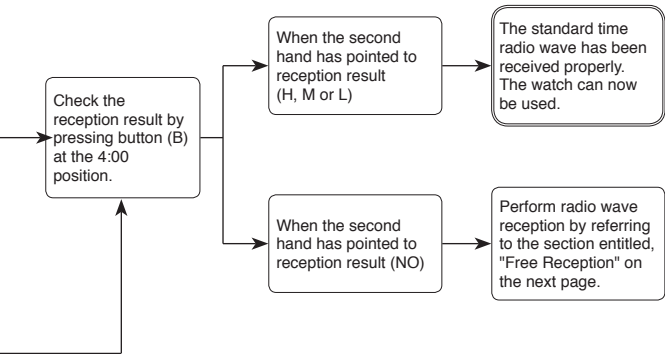 Check the
reception result by
pressing button (B)
at the 4:00
position.
When the second
hand has pointed to
reception result
(H, M or L)
The standard time
radio wave has been
received properly.
The watch can now
be used.
When the second
hand has pointed to
reception result (NO)
Perform radio wave
reception by referring
to the section entitled,
"Free Reception" on
the next page.